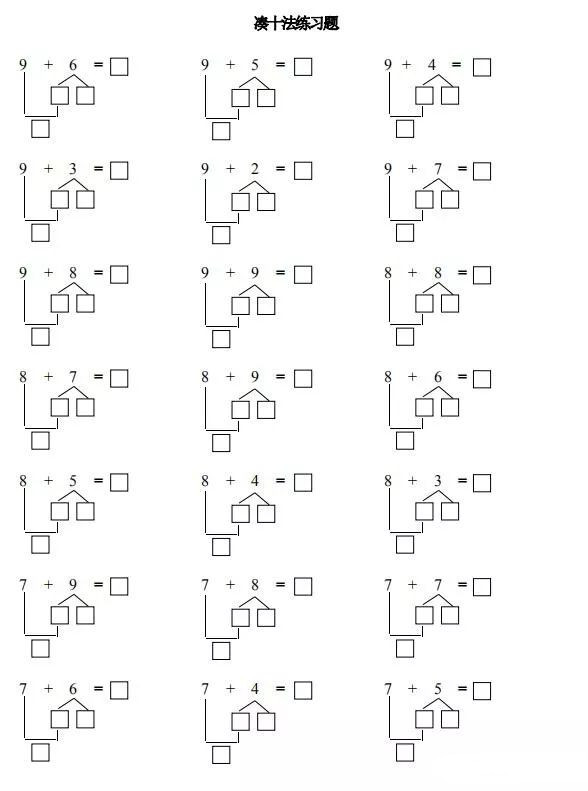 凑十法练习题
9 + 6 = □ 9 + 5 = □ 9 + 4 = □
9 + 3 = □ 9 + 2 = □ 9 + 7 = □
9 + 8 = □ 9 + 9 = □ 8 + 8 = □
8 + 7 = □ 8 + 9 = □ 8 + 6 = □
8 + 5 = □ 8 + 4 = □ 8 + 3 = □
7 + 9 = □ 7 + 8 = □ 7 + 7 = □
7 + 6 = □ 7 + 4 = □ 7 + 5 = □